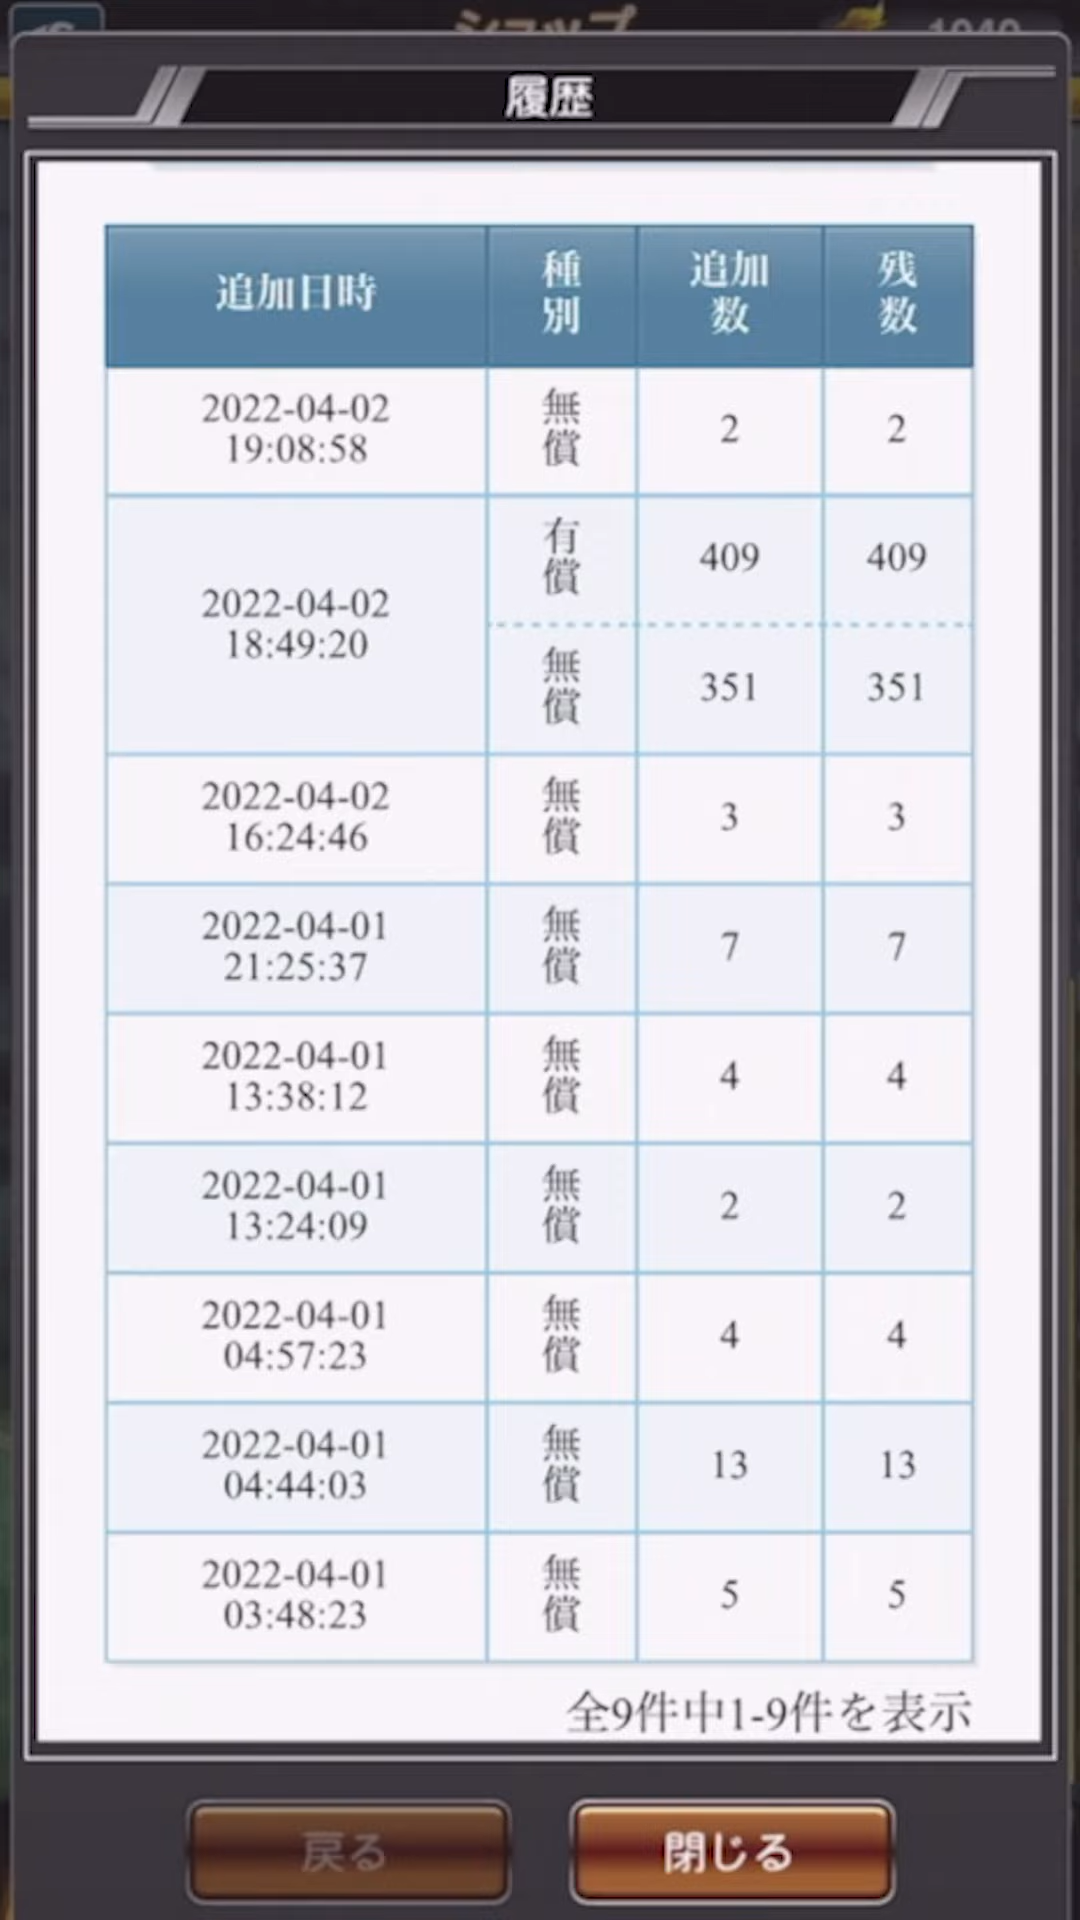 ショップ
履歴
追加日時 種別 追加数 残数
2022-04-02 19:08:58 無償 2 2
2022-04-02 18:49:20 有償 409 409
無償 351 351
2022-04-02 16:24:46 無償 3 3
2022-04-01 21:25:37 無償 7 7
2022-04-01 13:38:12 無償 4 4
2022-04-01 13:24:09 無償 2 2
2022-04-01 04:57:23 無償 4 4
2022-04-01 04:44:03 無償 13 13
2022-04-01 03:48:23 無償 5 5
全9件中1-9件を表示
戻る 閉じる